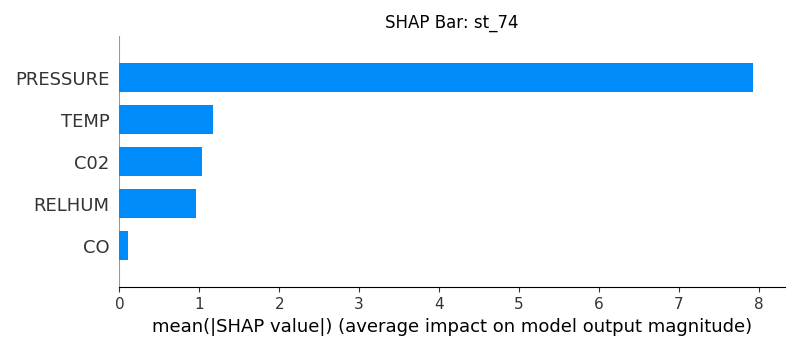 SHAP Bar: st_74
PRESSURE
TEMP
C02
RELHUM
CO
0 1 2 3 4 5 6 7 8
mean(|SHAP value|) (average impact on model output magnitude)